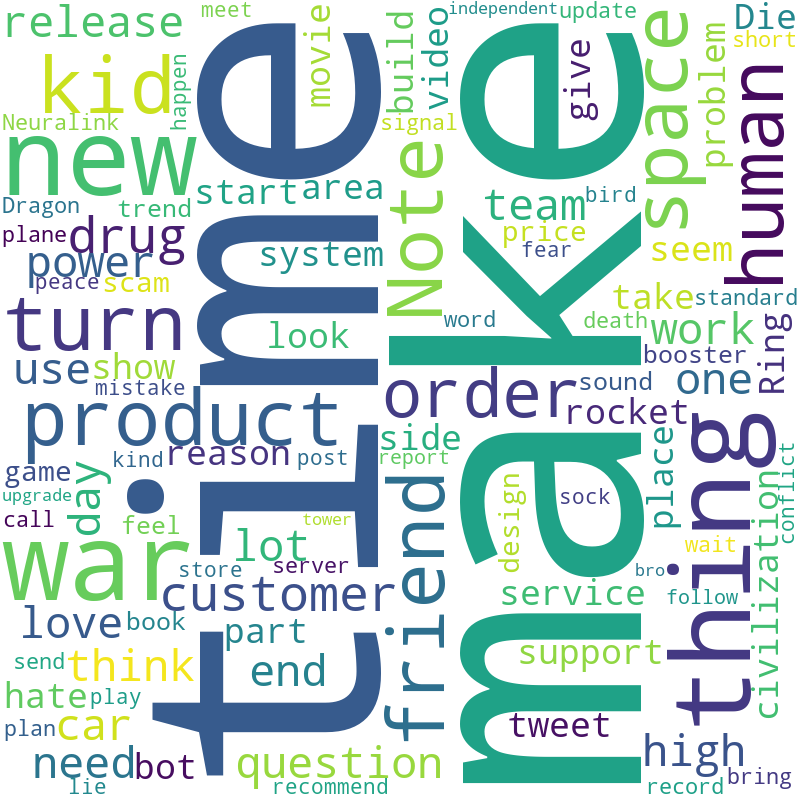 meet
independent
update
Die
release
movie
build
video
space
short
kid
happen
give
problem
human
Neuralink
signal
new
time
make
Note
start
area
team
bird
Dragon
trend
price
plane
drug
fear
seem
power
system
peace
scam
take
standard
turn
look
word
death
work
Ring
use
show
booster
mistake
order
sound
one
product
rocket
thing
side
reason
game
kind
post
report
place
conflict
upgrade
day
friend
design
sock
call
feel
tower
war
lot
wait
civilization
store
server
bro
customer
service
follow
love
book
part
support
send
think
end
hate
play
tweet
plan
car
high
need
bot
question
bring
lie
recommend
record